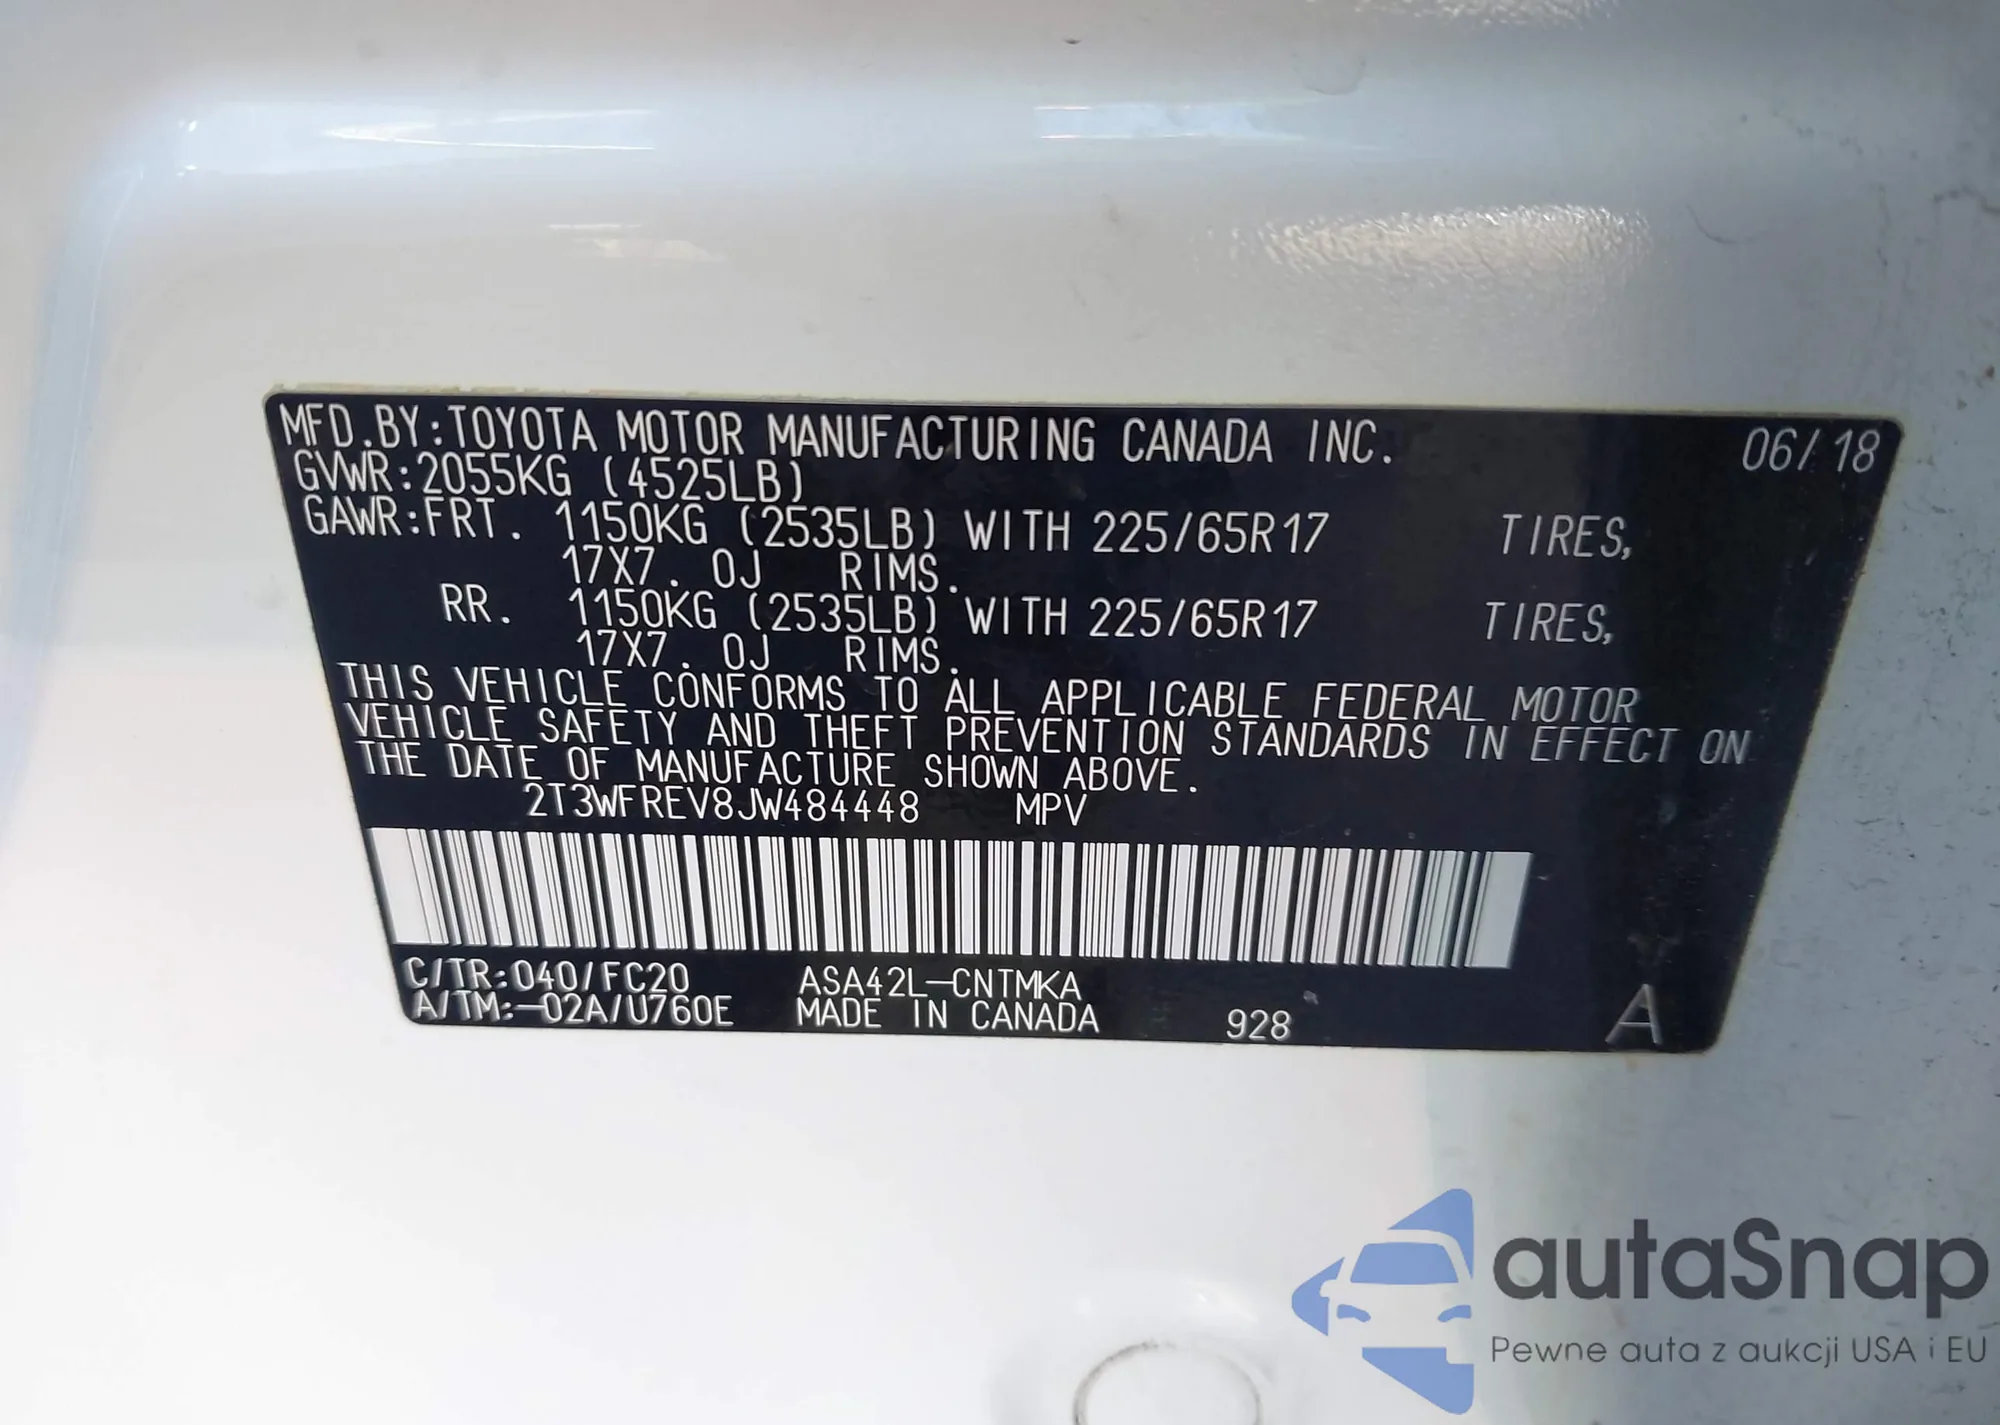 MFD.BY:TOYOTA MOTOR MANUFACTURING CANADA INC. 06/18
GVWR:2055KG (4525LB)
GAWR:FRT. 1150KG (2535LB) WITH 225/65R17 TIRES,
17X7.0J RIMS.
RR. 1150KG (2535LB) WITH 225/65R17 TIRES,
17X7.0J RIMS.
THIS VEHICLE CONFORMS TO ALL APPLICABLE FEDERAL MOTOR
VEHICLE SAFETY AND THEFT PREVENTION STANDARDS IN EFFECT ON
THE DATE OF MANUFACTURE SHOWN ABOVE.
2T3WFREV8JW484448 MPV
C/TR:040/FC20 ASA42L-CNTMKA
A/TM:-02A/U760E MADE IN CANADA 928 A
autaSnap
Pewne auta z aukcji USA i EU